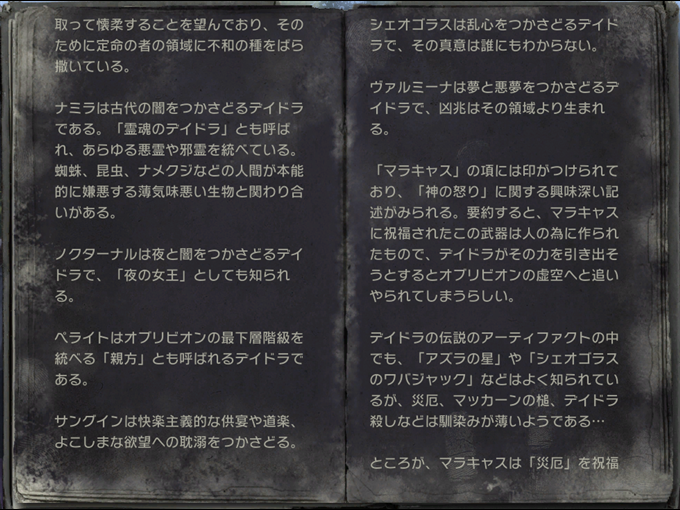 取って懐柔することを望んでおり、その
ために定命の者の領域に不和の種をばら
撒いている。
ナミラは古代の闇をつかさどるデイドラ
である。「霊魂のデイドラ」とも呼ば
れ、あらゆる悪霊や邪霊を統べている。
蜘蛛、昆虫、ナメクジなどの人間が本能
的に嫌悪する薄気味悪い生物と関わり合
いがある。
ノクターナルは夜と闇をつかさどるデイ
ドラで、「夜の女王」としても知られ
る。
ペライトはオブリビオンの最下層階級を
統べる「親方」とも呼ばれるデイドラで
ある。
サングインは快楽主義的な供宴や道楽、
よこしまな欲望への耽溺をつかさどる。
シェオゴラスは乱心をつかさどるデイド
ラで、その真意は誰にもわからない。
ヴァルミーナは夢と悪夢をつかさどるデ
イドラで、凶兆はその領域より生まれ
る。
「マラキャス」の項には印がつけられて
おり、「神の怒り」に関する興味深い記
述がみられる。要約すると、マラキャス
に祝福されたこの武器は人の為に作られ
たもので、デイドラがその力を引き出そ
うとするとオブリビオンの虚空へと追い
やられてしまうらしい。
デイドラの伝説のアーティファクトの中
でも、「アズラの星」や「シェオゴラス
のワバジャック」などはよく知られてい
るが、災厄、マッカーンの槌、デイドラ
殺しなどは馴染みが薄いようである…
ところが、マラキャスは「災厄」を祝福